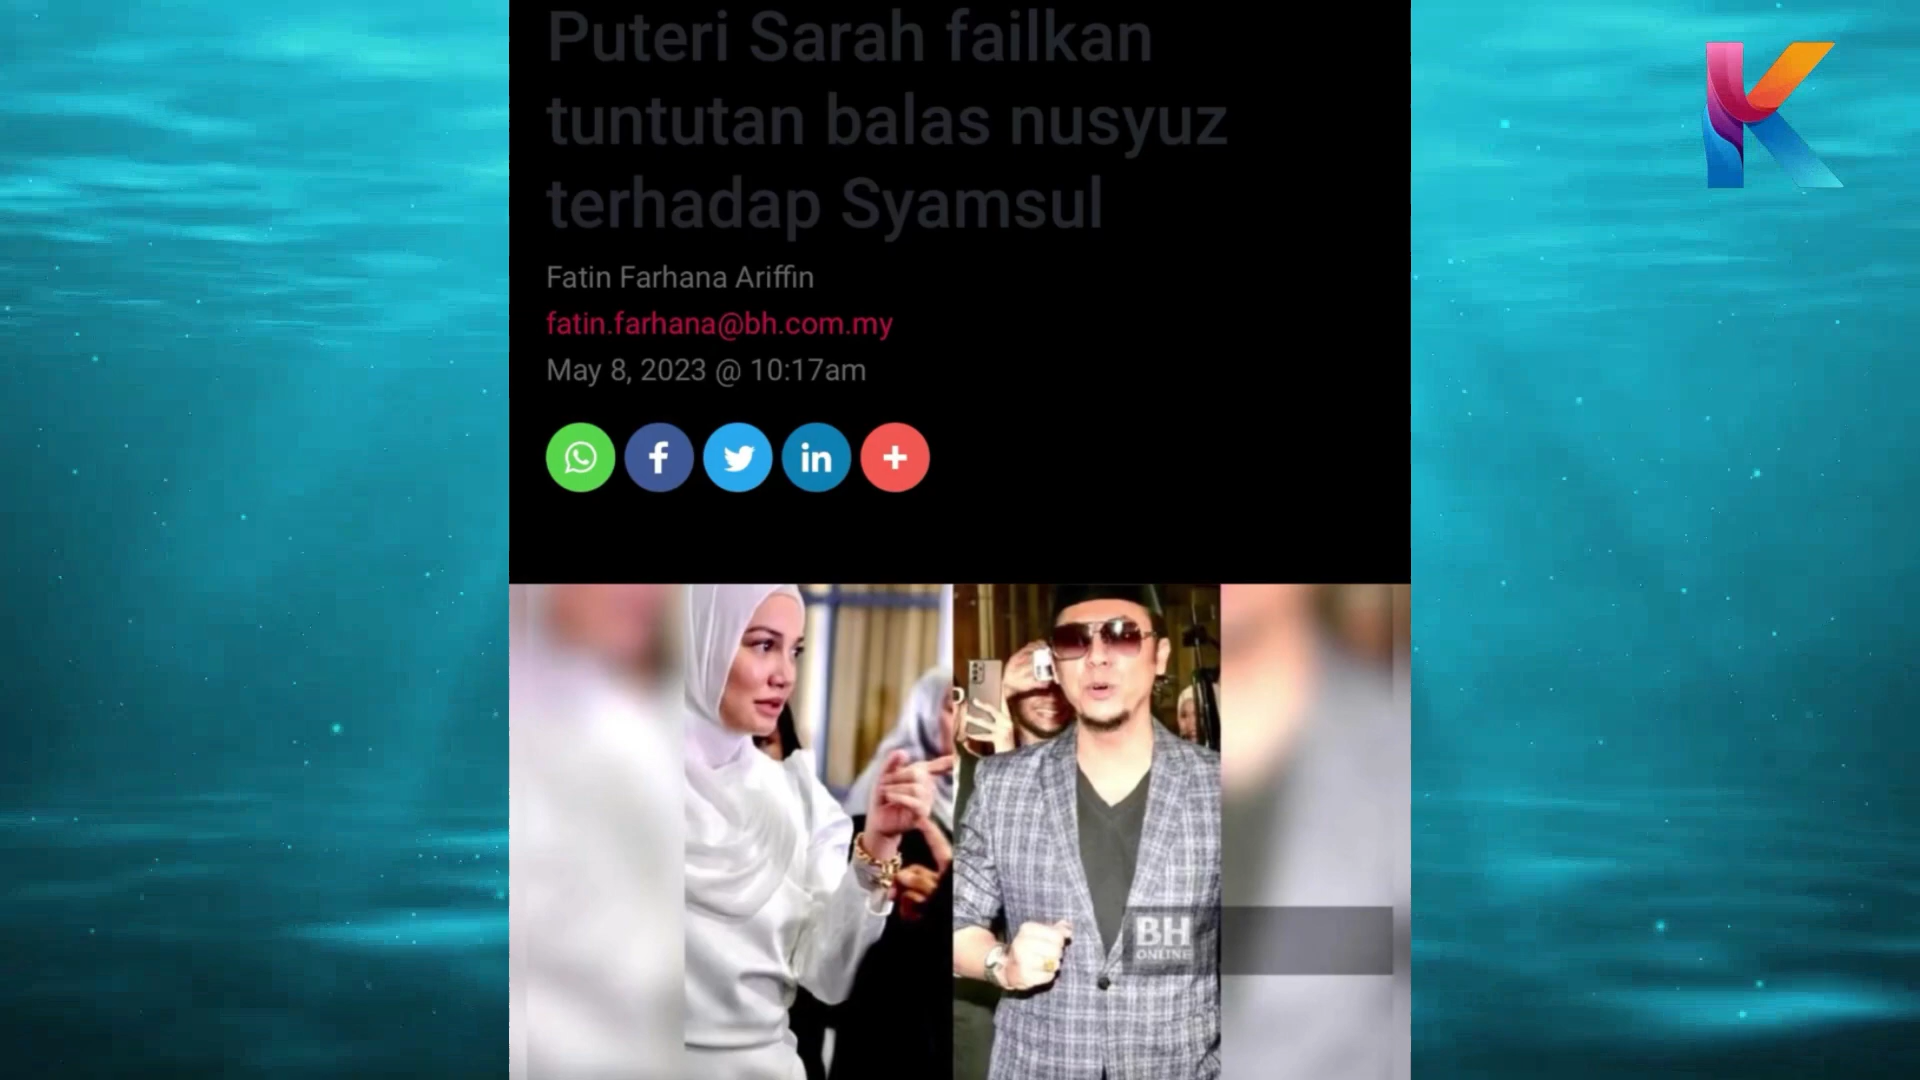 Puteri Sarah failkan
tuntutan balas nusyuz
terhadap Syamsul
Fatin Farhana Ariffin
fatin.farhana@bh.com.my
May 8, 2023 @ 10:17am
BH
ONLINE